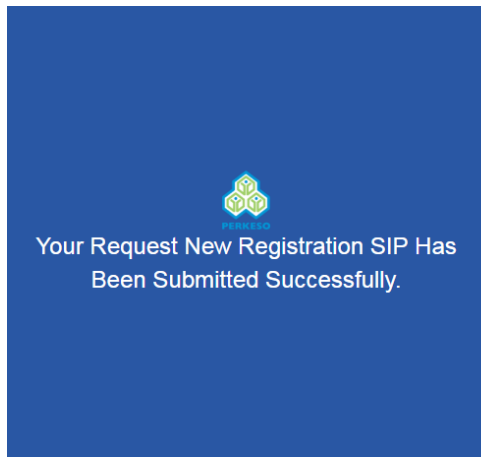 PERKESO
Your Request New Registration SIP Has
Been Submitted Successfully.